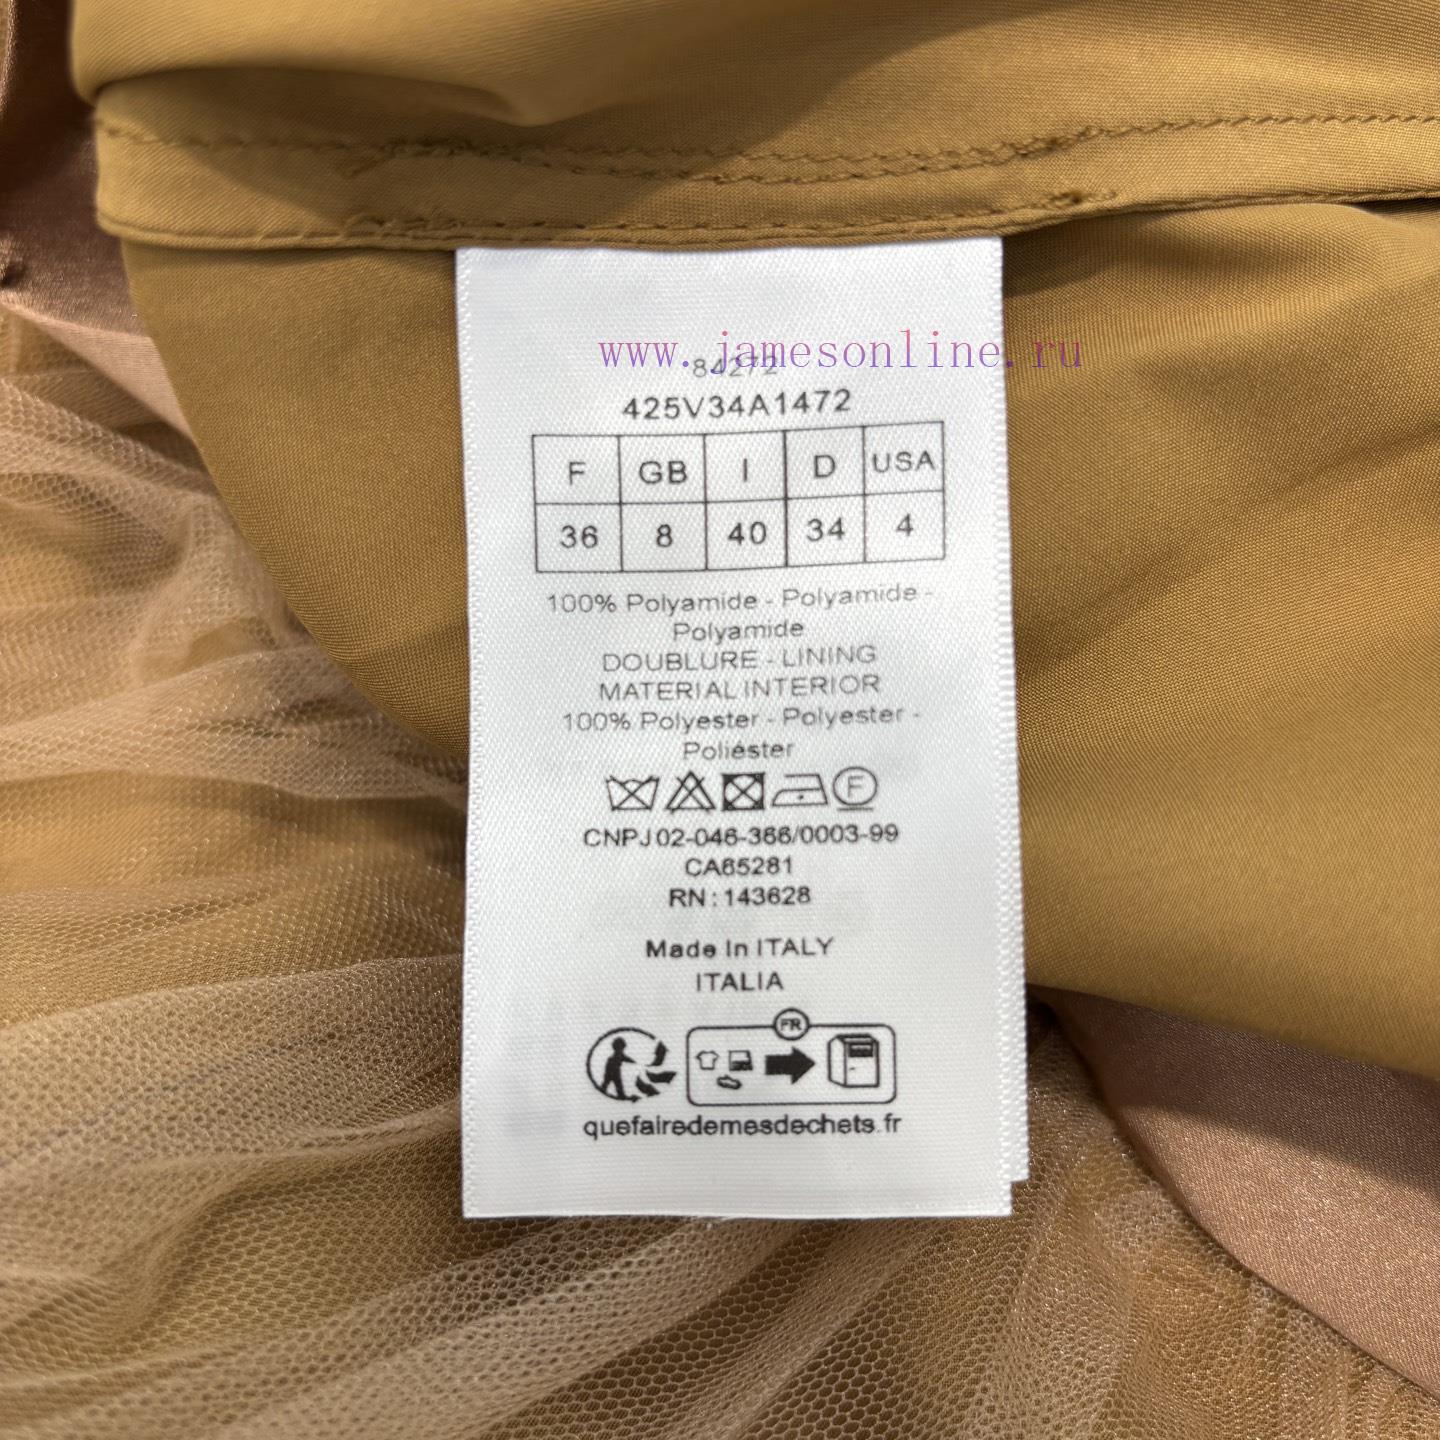 www.jamesonline.ru
84272
425V34A1472
F GB I D USA
36 8 40 34 4
100% Polyamide - Polyamide -
Polyamide
DOUBLURE - LINING
MATERIAL INTERIOR
100% Polyester - Polyester -
Poliéster
F
CNPJ 02-046-366/0003-99
CA65281
RN : 143628
Made In ITALY
ITALIA
FR
quefairedemesdechets.fr